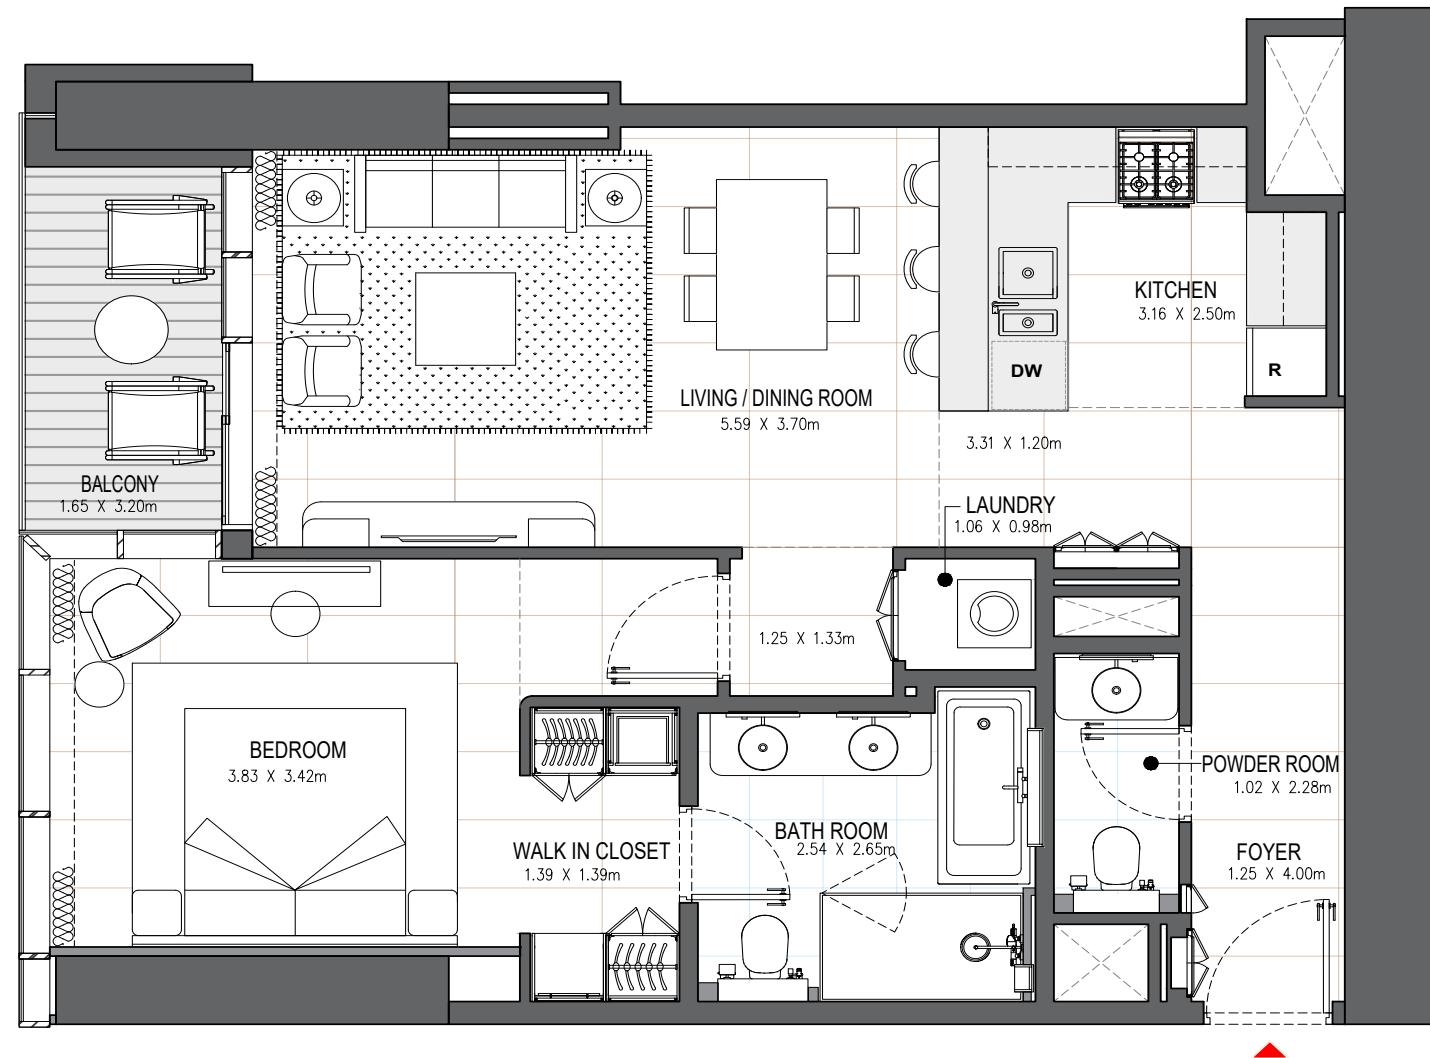 KITCHEN
3.16 X 2.50m
R
DW
LIVING / DINING ROOM
5.59 X 3.70m
3.31 X 1.20m
BALCONY
1.65 X 3.20m
LAUNDRY
1.06 X 0.98m
1.25 X 1.33m
BEDROOM
3.83 X 3.42m
POWDER ROOM
1.02 X 2.28m
BATH ROOM
2.54 X 2.65m
WALK IN CLOSET
1.39 X 1.39m
FOYER
1.25 X 4.00m